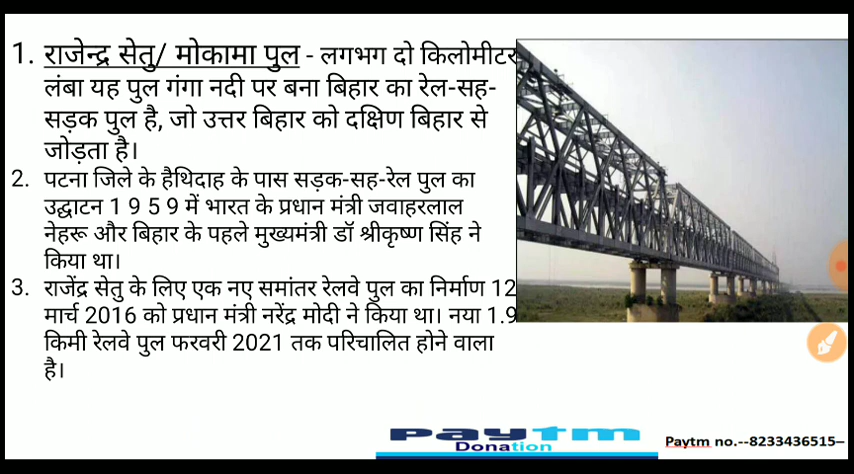 1. राजेन्द्र सेतु/ मोकामा पुल - लगभग दो किलोमीटर
लंबा यह पुल गंगा नदी पर बना बिहार का रेल-सह-
सड़क पुल है, जो उत्तर बिहार को दक्षिण बिहार से
जोड़ता है।
2. पटना जिले के हैथिदाह के पास सड़क-सह-रेल पुल का
उद्घाटन 1 9 5 9 में भारत के प्रधान मंत्री जवाहरलाल
नेहरू और बिहार के पहले मुख्यमंत्री डॉ श्रीकृष्ण सिंह ने
किया था।
3. राजेंद्र सेतु के लिए एक नए समांतर रेलवे पुल का निर्माण 12
मार्च 2016 को प्रधान मंत्री नरेंद्र मोदी ने किया था। नया 1.9
किमी रेलवे पुल फरवरी 2021 तक परिचालित होने वाला
है।
paytm
Donation
Paytm no.--8233436515–